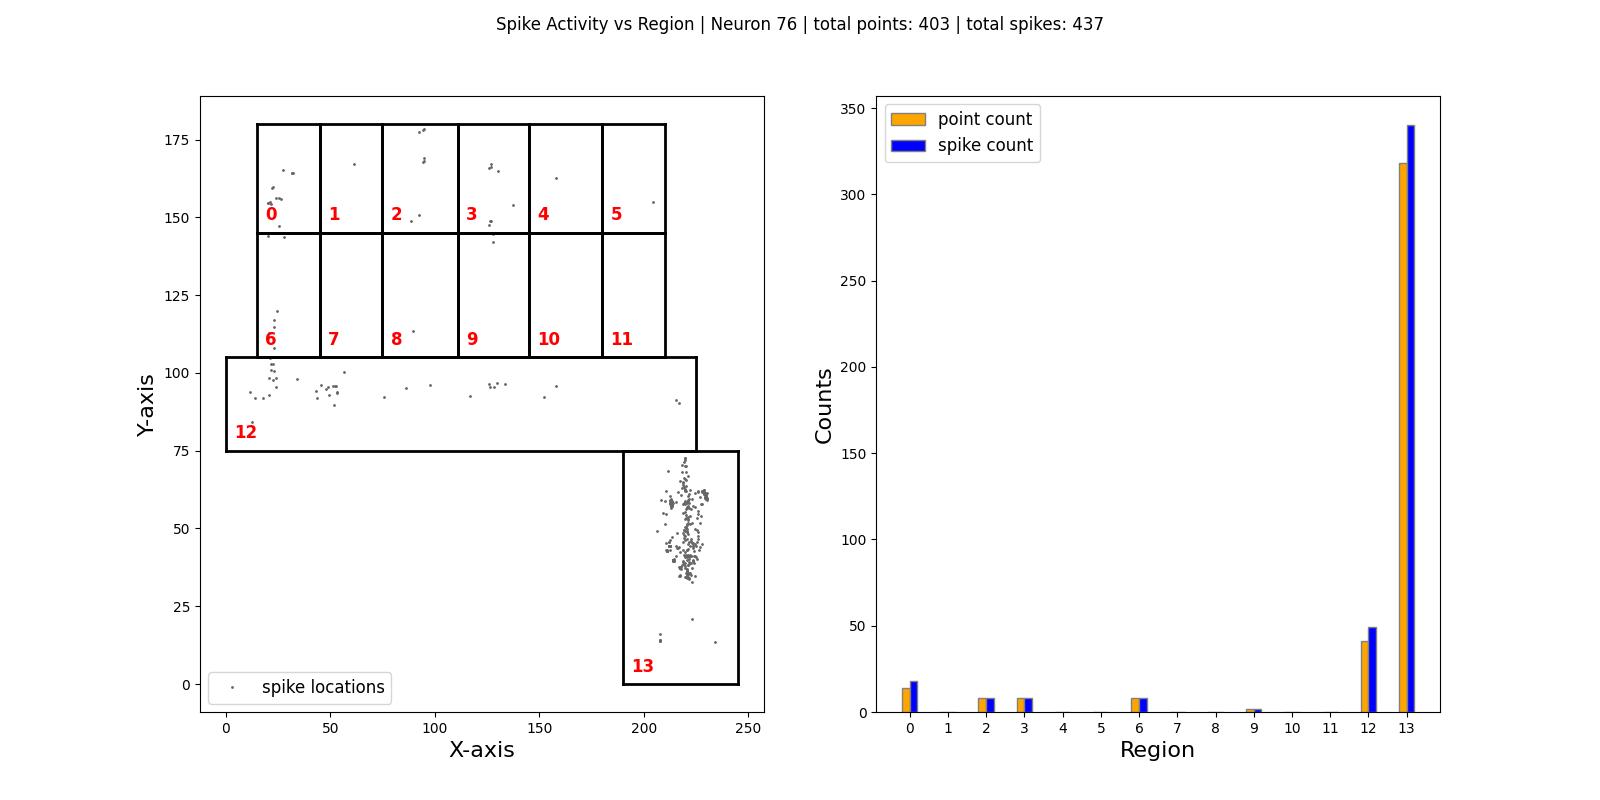 Spike Activity vs Region | Neuron 76 | total points: 403 | total spikes: 437
175
150
125
100
75
50
25
0
Y-axis
0 1 2 3 4 5
6 7 8 9 10 11
12
13
spike locations
0 50 100 150 200 250
X-axis
350
300
250
200
150
100
50
0
Counts
point count
spike count
0 1 2 3 4 5 6 7 8 9 10 11 12 13
Region